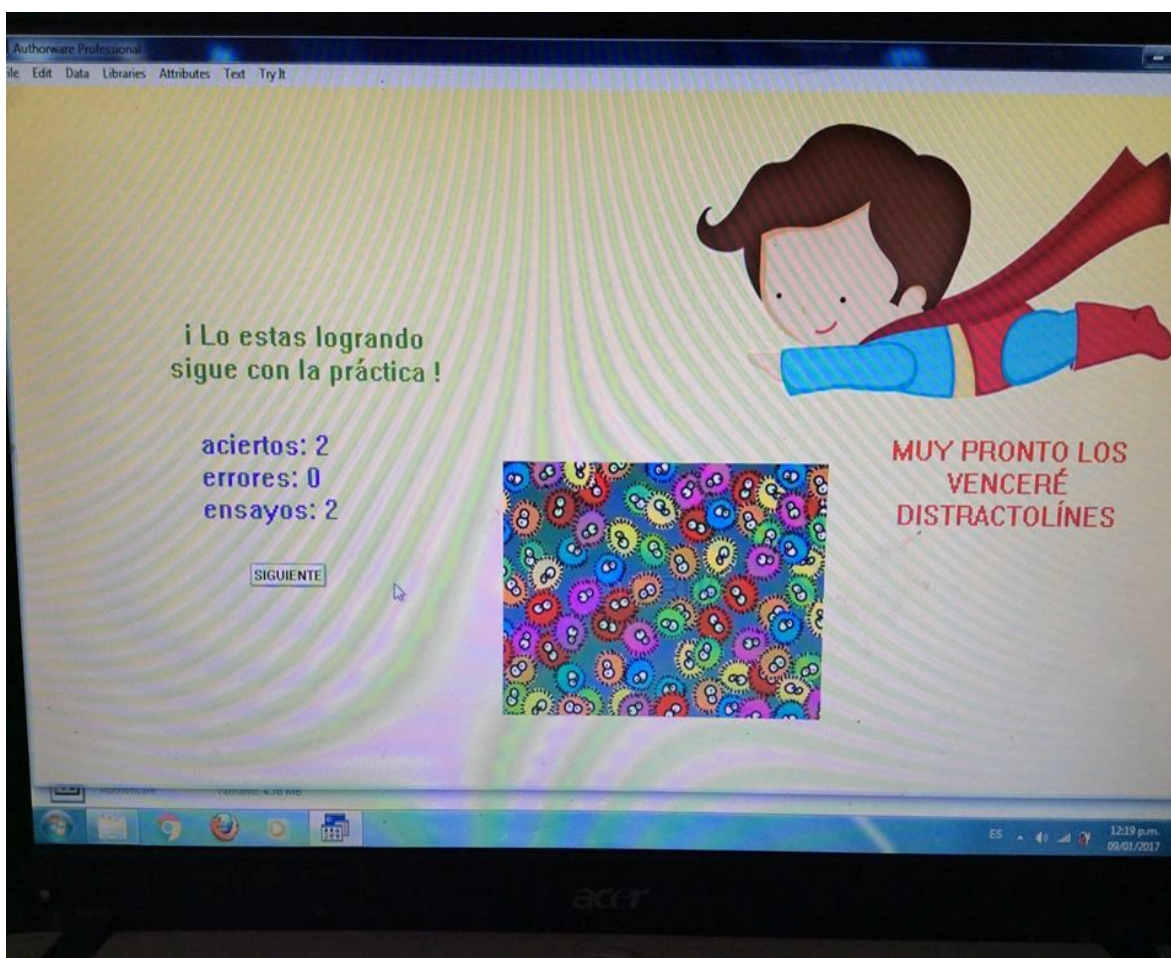 Authorware Professional
Edit Data Libraries Attributes Text Try It
¡ Lo estas logrando
sigue con la práctica !
aciertos: 2
errores: 0
ensayos: 2
SIGUIENTE
MUY PRONTO LOS
VENCERÉ
DISTRACTOLÍNES
ES
12:19 p.m.
09/01/2017
acer